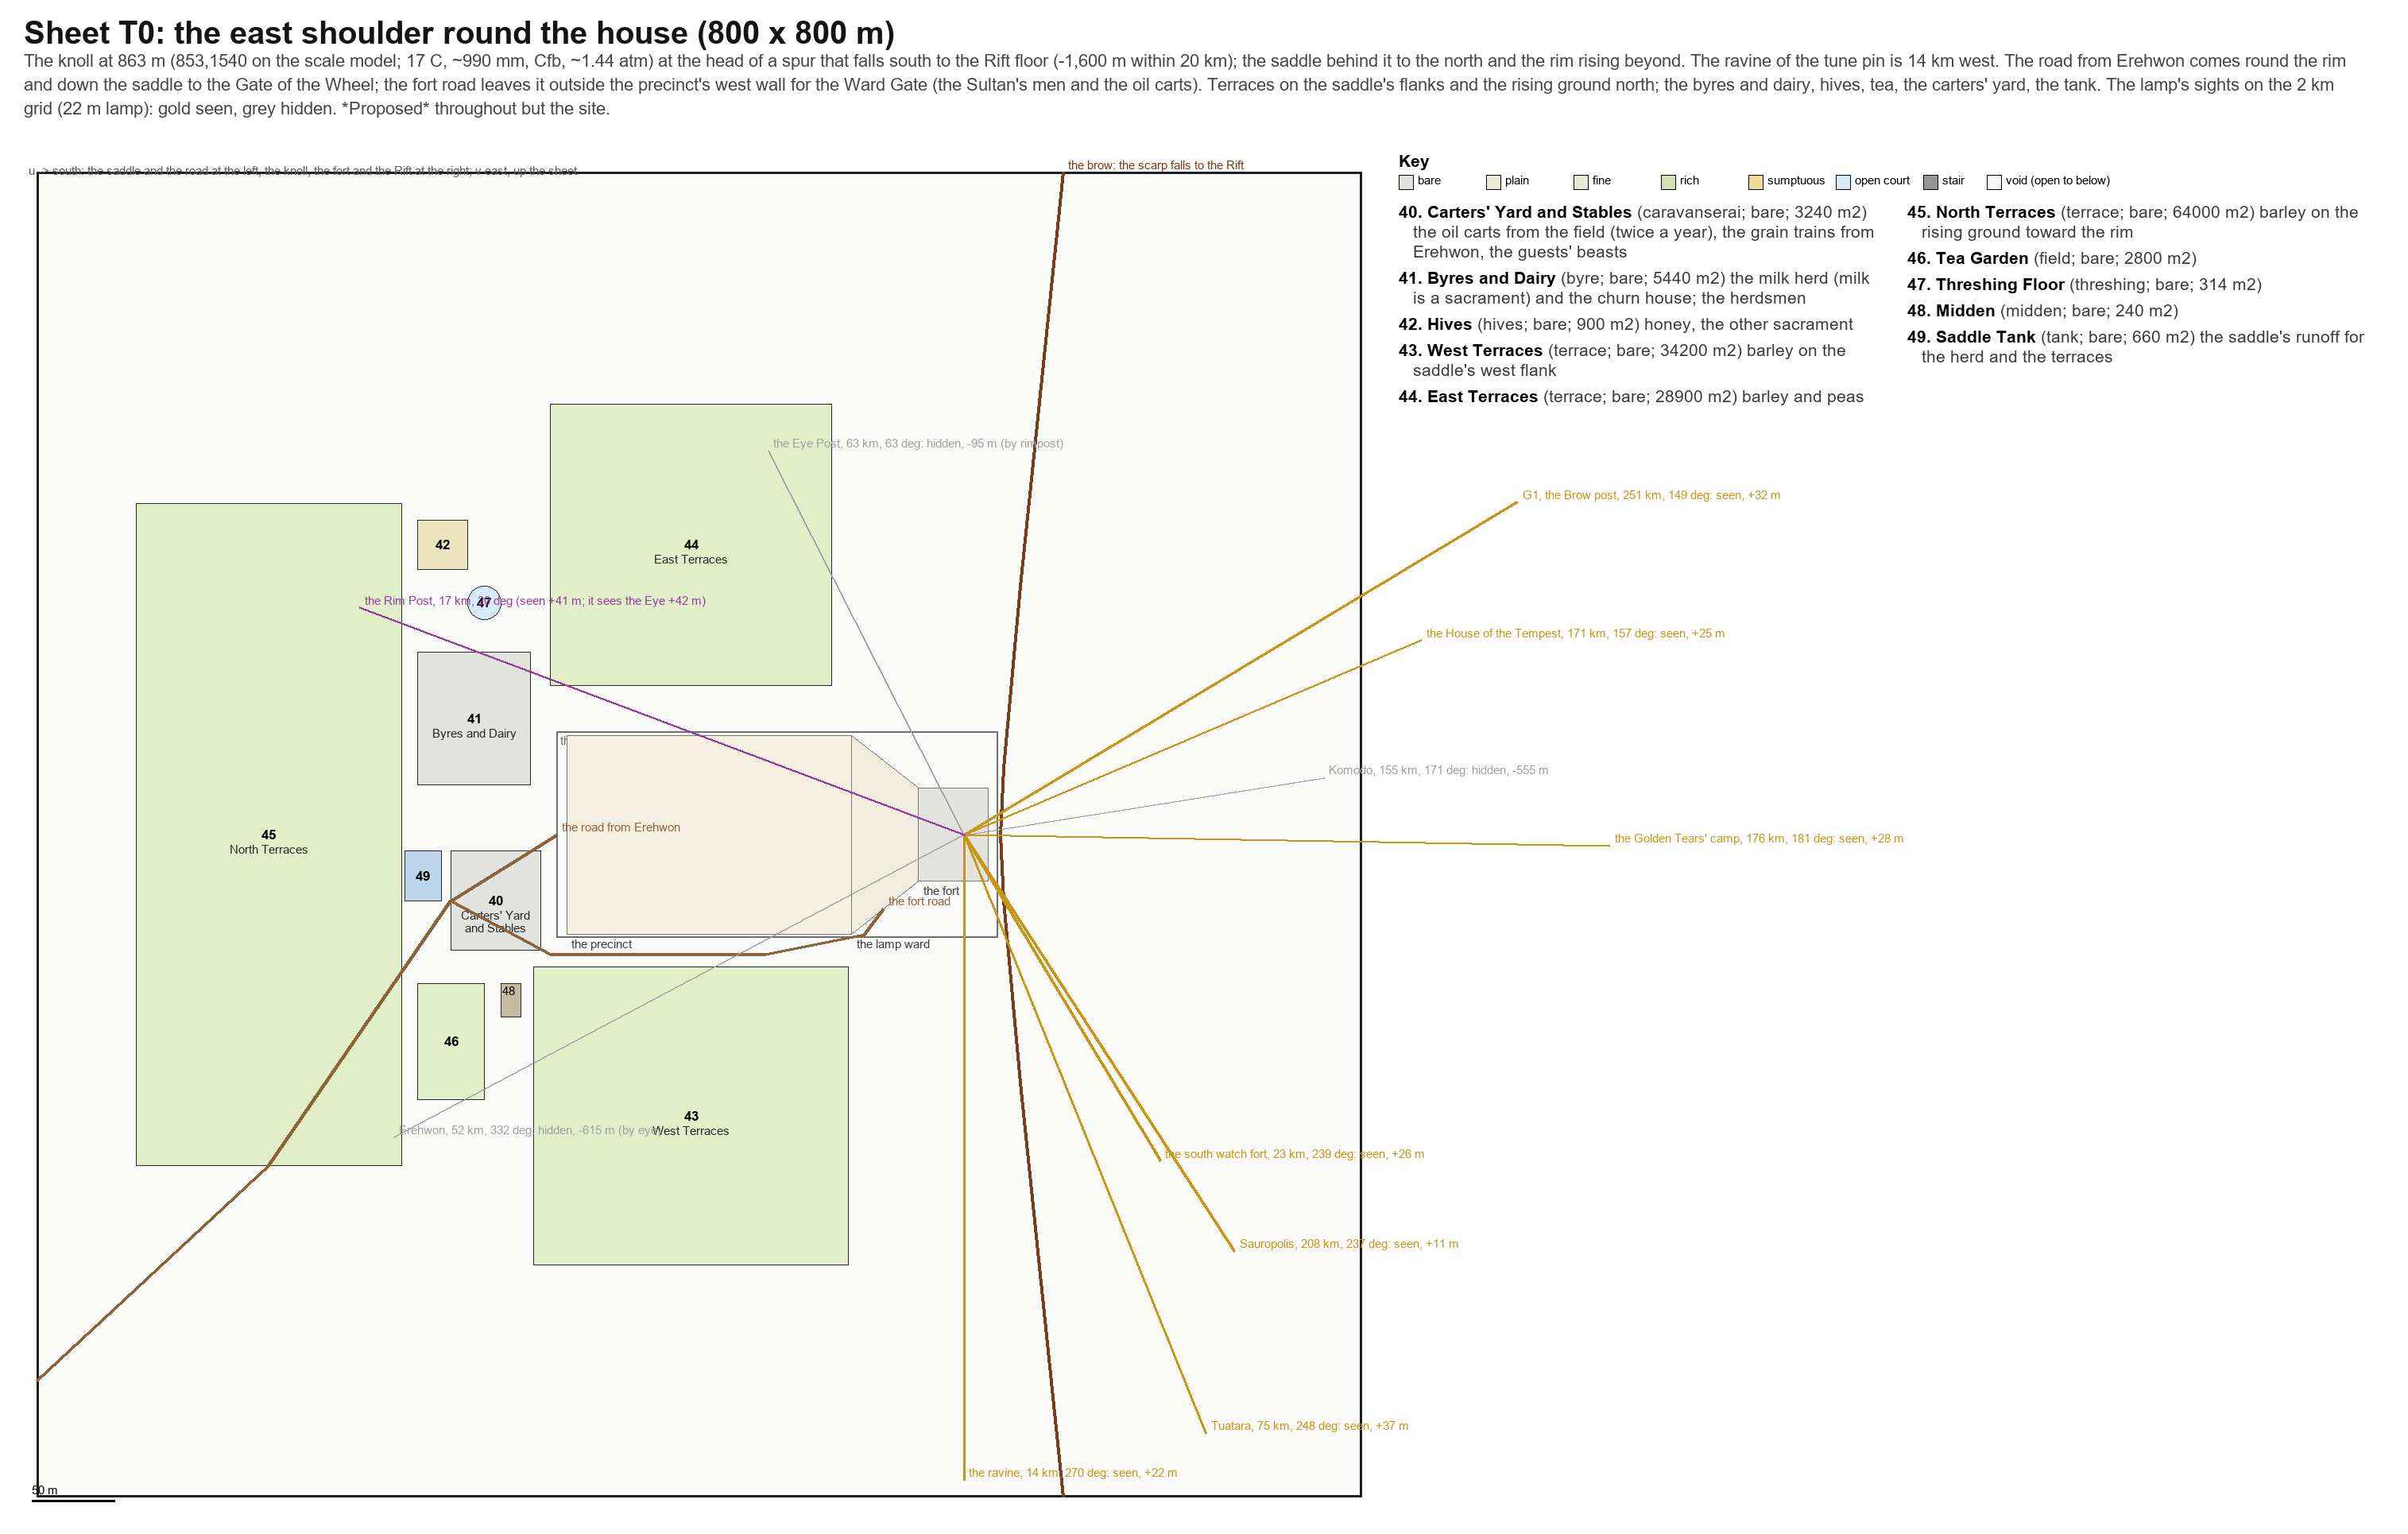 Sheet T0: the east shoulder round the house (800 x 800 m)
The knoll at 863 m (853,1540 on the scale model; 17 C, ~990 mm, Cfb, ~1.44 atm) at the head of a spur that falls south to the Rift floor (-1,600 m within 20 km); the saddle behind it to the north and the rim rising beyond. The ravine of the tune pin is 14 km west. The road from Erehwon comes round the rim
and down the saddle to the Gate of the Wheel; the fort road leaves it outside the precinct's west wall for the Ward Gate (the Sultan's men and the oil carts). Terraces on the saddle's flanks and the rising ground north; the byres and dairy, hives, tea, the carters' yard, the tank. The lamp's sights on the 2 km
grid (22 m lamp): gold seen, grey hidden. *Proposed* throughout but the site.
u -> south: the saddle and the road at the left, the knoll, the fort and the Rift at the right; v east, up the sheet
the brow: the scarp falls to the Rift
Key
bare
plain
fine
rich
sumptuous
open court
stair
void (open to below)
40. Carters' Yard and Stables (caravanserai; bare; 3240 m2)
the oil carts from the field (twice a year), the grain trains from
Erehwon, the guests' beasts
41. Byres and Dairy (byre; bare; 5440 m2) the milk herd (milk
is a sacrament) and the churn house; the herdsmen
42. Hives (hives; bare; 900 m2) honey, the other sacrament
43. West Terraces (terrace; bare; 34200 m2) barley on the
saddle's west flank
44. East Terraces (terrace; bare; 28900 m2) barley and peas
45. North Terraces (terrace; bare; 64000 m2) barley on the
rising ground toward the rim
46. Tea Garden (field; bare; 2800 m2)
47. Threshing Floor (threshing; bare; 314 m2)
48. Midden (midden; bare; 240 m2)
49. Saddle Tank (tank; bare; 660 m2) the saddle's runoff for
the herd and the terraces
the Eye Post, 63 km, 63 deg: hidden, -95 m (by rimpost)
G1, the Brow post, 251 km, 149 deg: seen, +32 m
42
44
East Terraces
the Rim Post, 17 km, deg (seen +41 m; it sees the Eye +42 m)
47
the House of the Tempest, 171 km, 157 deg: seen, +25 m
41
Byres and Dairy
Komodo, 155 km, 171 deg: hidden, -555 m
the road from Erehwon
45
North Terraces
the Golden Tears' camp, 176 km, 181 deg: seen, +28 m
49
40
Carters' Yard
and Stables
the fort
the fort road
the precinct
the lamp ward
48
46
43
West Terraces
Erehwon, 52 km, 332 deg: hidden, -615 m (by eye)
the south watch fort, 23 km, 239 deg: seen, +26 m
Sauropolis, 208 km, 237 deg: seen, +11 m
Tuatara, 75 km, 248 deg: seen, +37 m
the ravine, 14 km, 270 deg: seen, +22 m
50 m